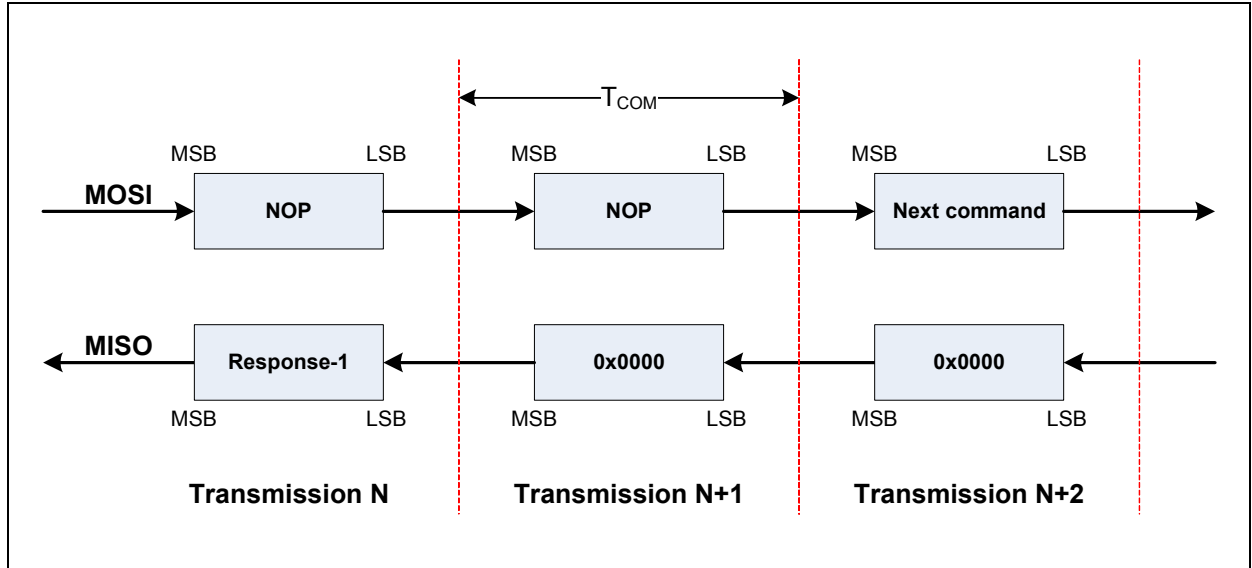 T_COM
MSB LSB MSB LSB MSB LSB
MOSI NOP NOP Next command
MISO Response-1 0x0000 0x0000
MSB LSB MSB LSB MSB LSB
Transmission N Transmission N+1 Transmission N+2